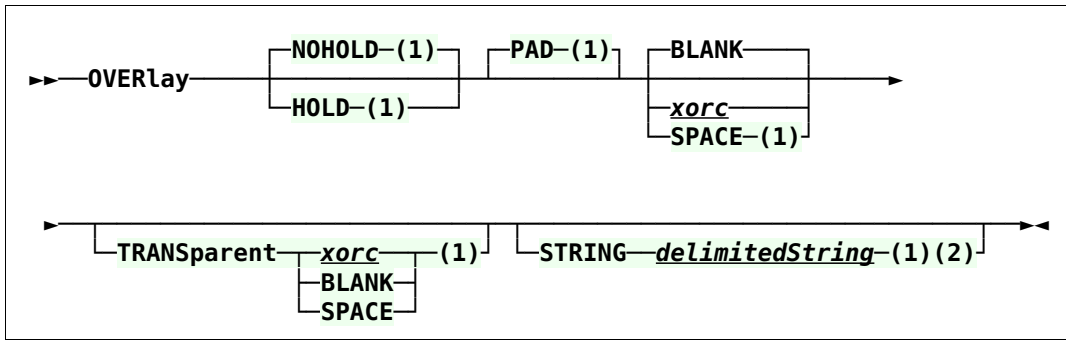 NOHOLD (1) PAD (1) BLANK
OVERlay
HOLD (1) xorc
SPACE (1)
TRANSparent xorc (1) STRING delimitedString (1)(2)
BLANK
SPACE